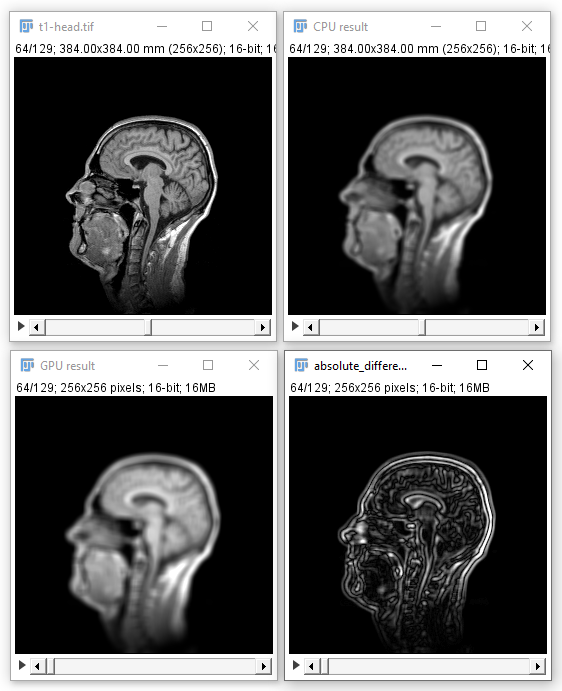 t1-head.tif
64/129; 384.00x384.00 mm (256x256); 16-bit; 16
CPU result
64/129; 384.00x384.00 mm (256x256); 16-bit; 16
GPU result
64/129; 256x256 pixels; 16-bit; 16MB
absolute_differe...
64/129; 256x256 pixels; 16-bit; 16MB